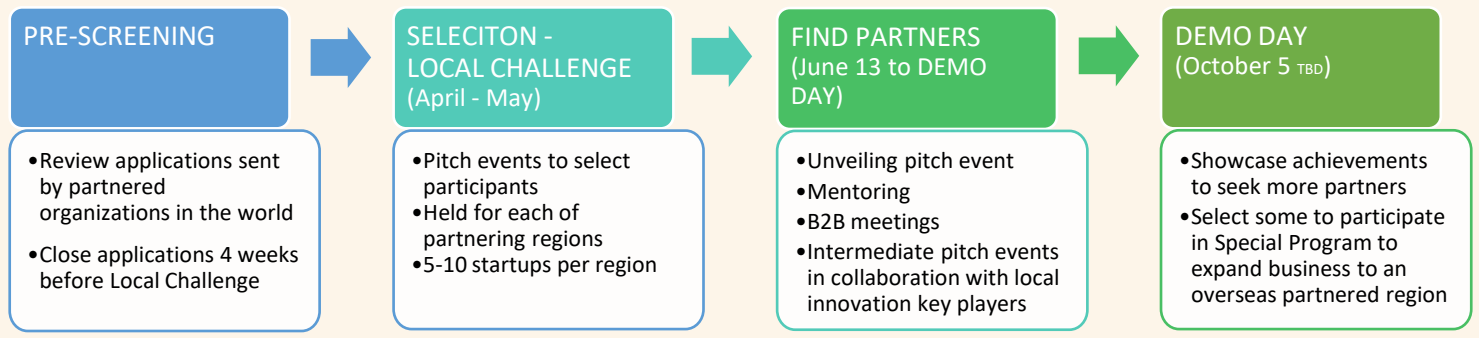 PRE-SCREENING
•Review applications sent
by partnered
organizations in the world
•Close applications 4 weeks
before Local Challenge
SELECITON -
LOCAL CHALLENGE
(April - May)
•Pitch events to select
participants
•Held for each of
partnering regions
•5-10 startups per region
FIND PARTNERS
(June 13 to DEMO
DAY)
•Unveiling pitch event
•Mentoring
•B2B meetings
•Intermediate pitch events
in collaboration with local
innovation key players
DEMO DAY
(October 5 TBD)
•Showcase achievements
to seek more partners
•Select some to participate
in Special Program to
expand business to an
overseas partnered region